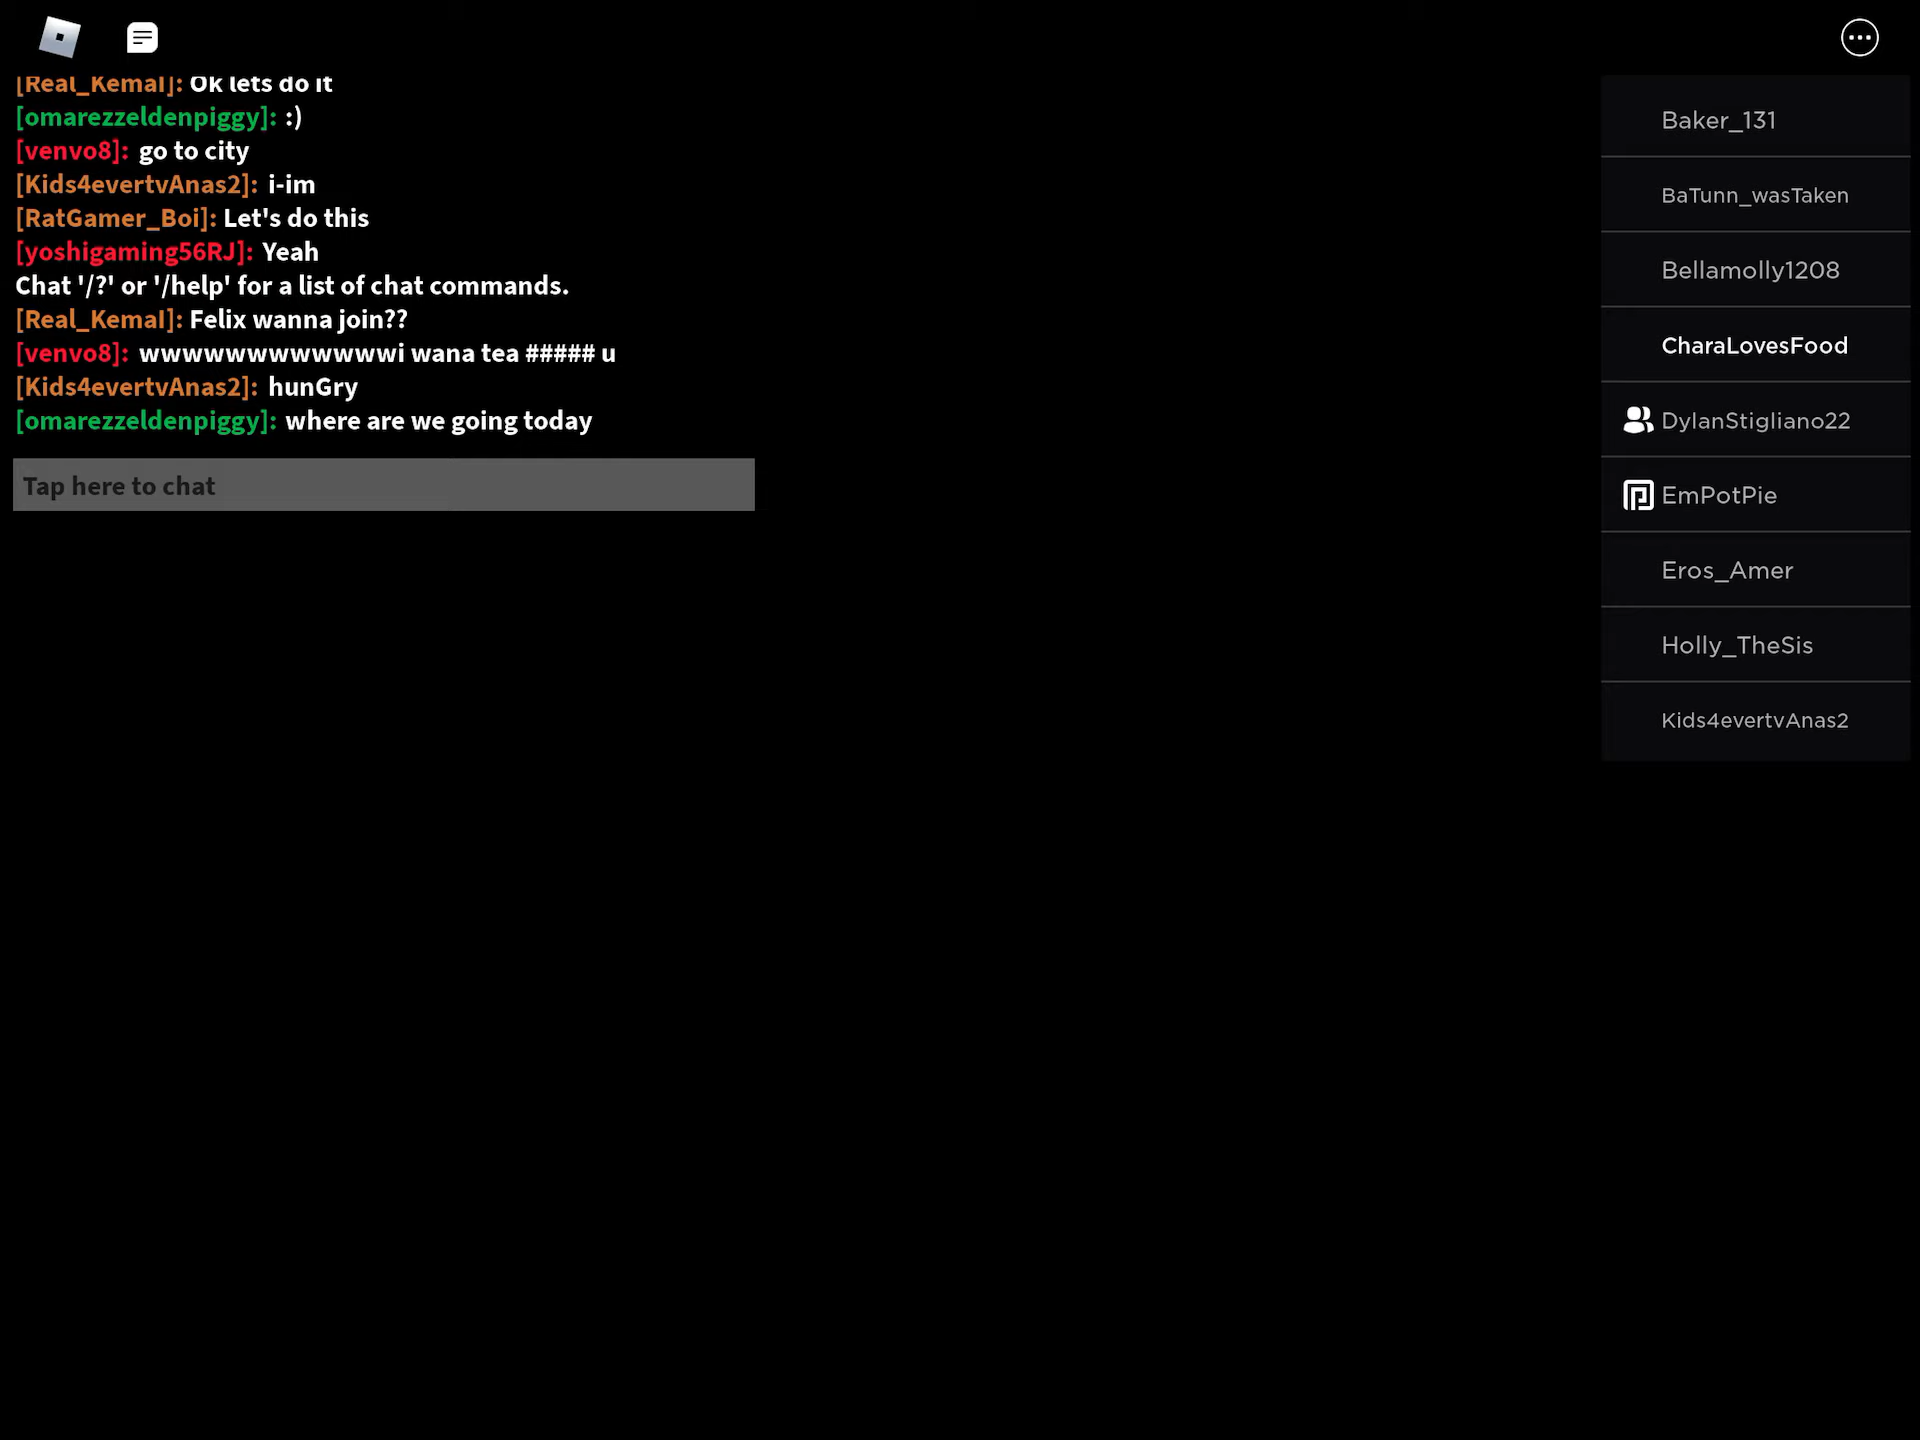 [Real_Kemal]: Ok lets do it
[omarezzeldenpiggy]: :)
[venvo8]: go to city
[Kids4evertvAnas2]: i-im
[RatGamer_Boi]: Let's do this
[yoshigaming56RJ]: Yeah
Chat '/?' or '/help' for a list of chat commands.
[Real_Kemal]: Felix wanna join??
[venvo8]: wwwwwwwwwwwwi wana tea ##### u
[Kids4evertvAnas2]: hunGry
[omarezzeldenpiggy]: where are we going today
Tap here to chat
Baker_131
BaTunn_wasTaken
Bellamolly1208
CharaLovesFood
DylanStigliano22
EmPotPie
Eros_Amer
Holly_TheSis
Kids4evertvAnas2